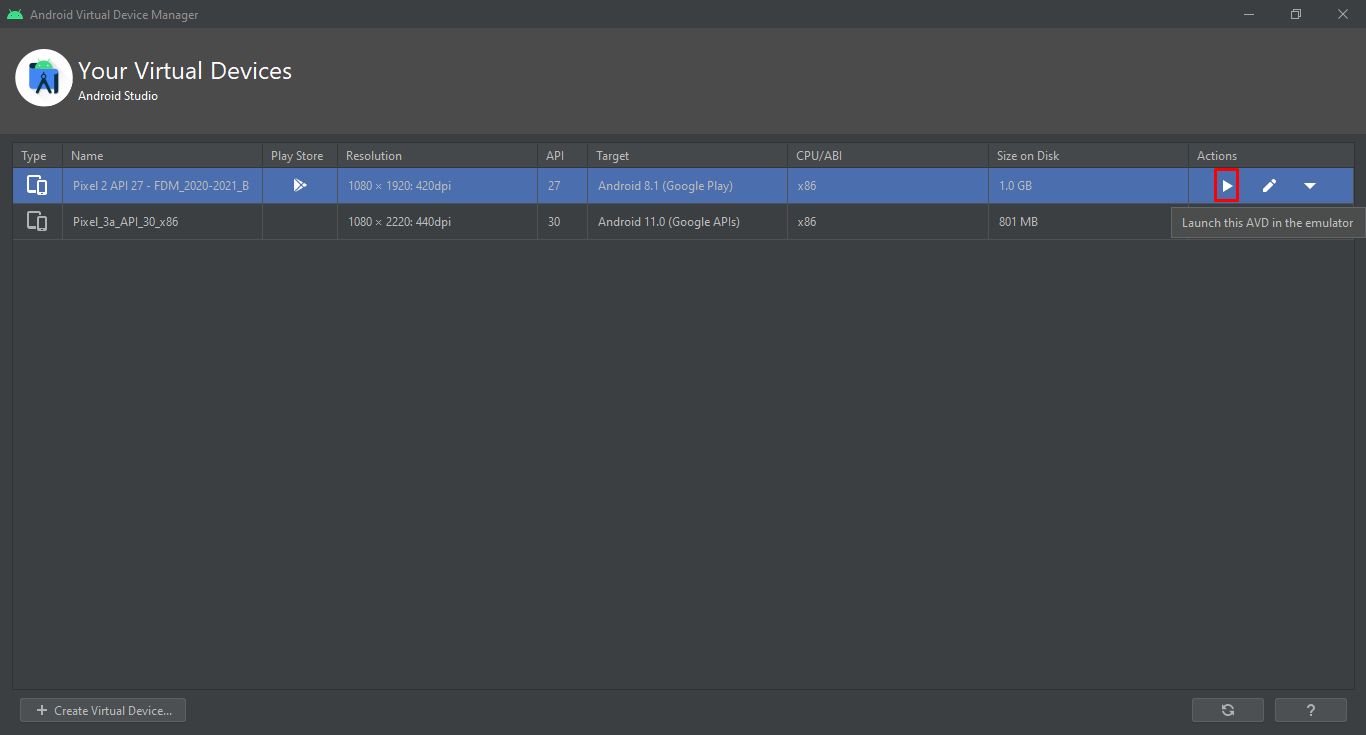 Android Virtual Device Manager
Your Virtual Devices
Android Studio
Type Name Play Store Resolution API Target CPU/ABI Size on Disk Actions
Pixel 2 API 27 - FDM_2020-2021_B 1080 × 1920: 420dpi 27 Android 8.1 (Google Play) x86 1.0 GB
Pixel_3a_API_30_x86 1080 × 2220: 440dpi 30 Android 11.0 (Google APIs) x86 801 MB
Launch this AVD in the emulator
+ Create Virtual Device... ?